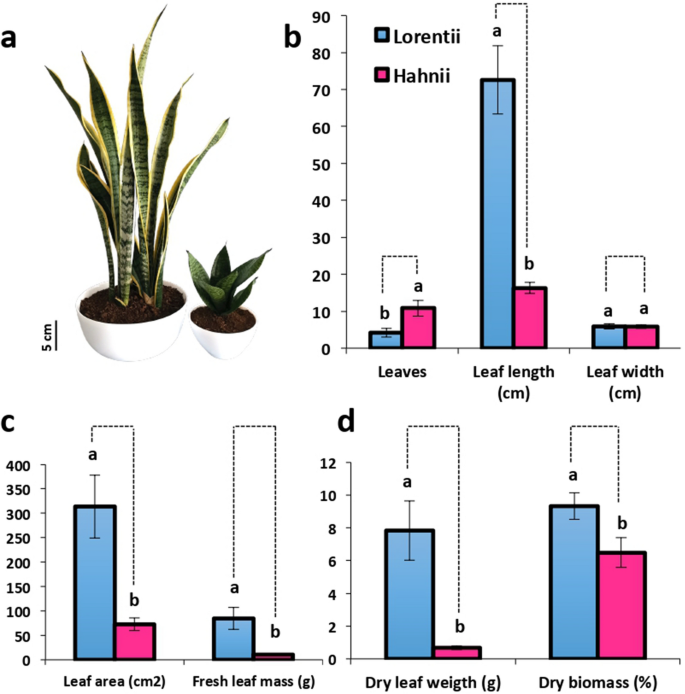 a
5 cm
b
Lorentii
Hahnii
90
80
70
60
50
40
30
20
10
0
b
a
a
b
a
a
Leaves
Leaf length
(cm)
Leaf width
(cm)
c
400
350
300
250
200
150
100
50
0
a
b
a
b
Leaf area (cm2)
Fresh leaf mass (g)
d
12
10
8
6
4
2
0
a
b
a
b
Dry leaf weigth (g)
Dry biomass (%)